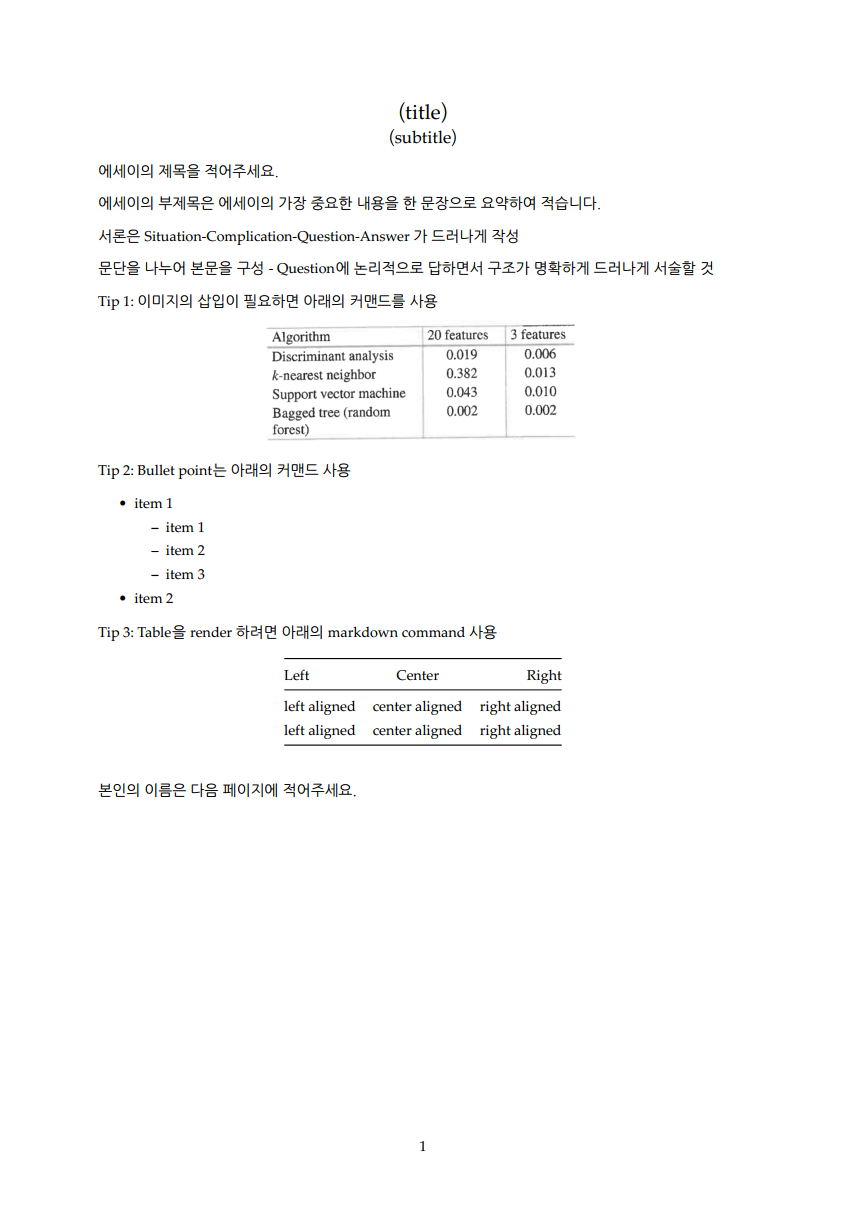 (title)
(subtitle)
에세이의 제목을 적어주세요.
에세이의 부제목은 에세이의 가장 중요한 내용을 한 문장으로 요약하여 적습니다.
서론은 Situation-Complication-Question-Answer 가 드러나게 작성
문단을 나누어 본문을 구성 - Question에 논리적으로 답하면서 구조가 명확하게 드러나게 서술할 것
Tip 1: 이미지의 삽입이 필요하면 아래의 커맨드를 사용
Algorithm 20 features 3 features
Discriminant analysis 0.019 0.006
k-nearest neighbor 0.382 0.013
Support vector machine 0.043 0.010
Bagged tree (random 0.002 0.002
forest)
Tip 2: Bullet point는 아래의 커맨드 사용
• item 1
– item 1
– item 2
– item 3
• item 2
Tip 3: Table을 render 하려면 아래의 markdown command 사용
Left Center Right
left aligned center aligned right aligned
left aligned center aligned right aligned
본인의 이름은 다음 페이지에 적어주세요.
1